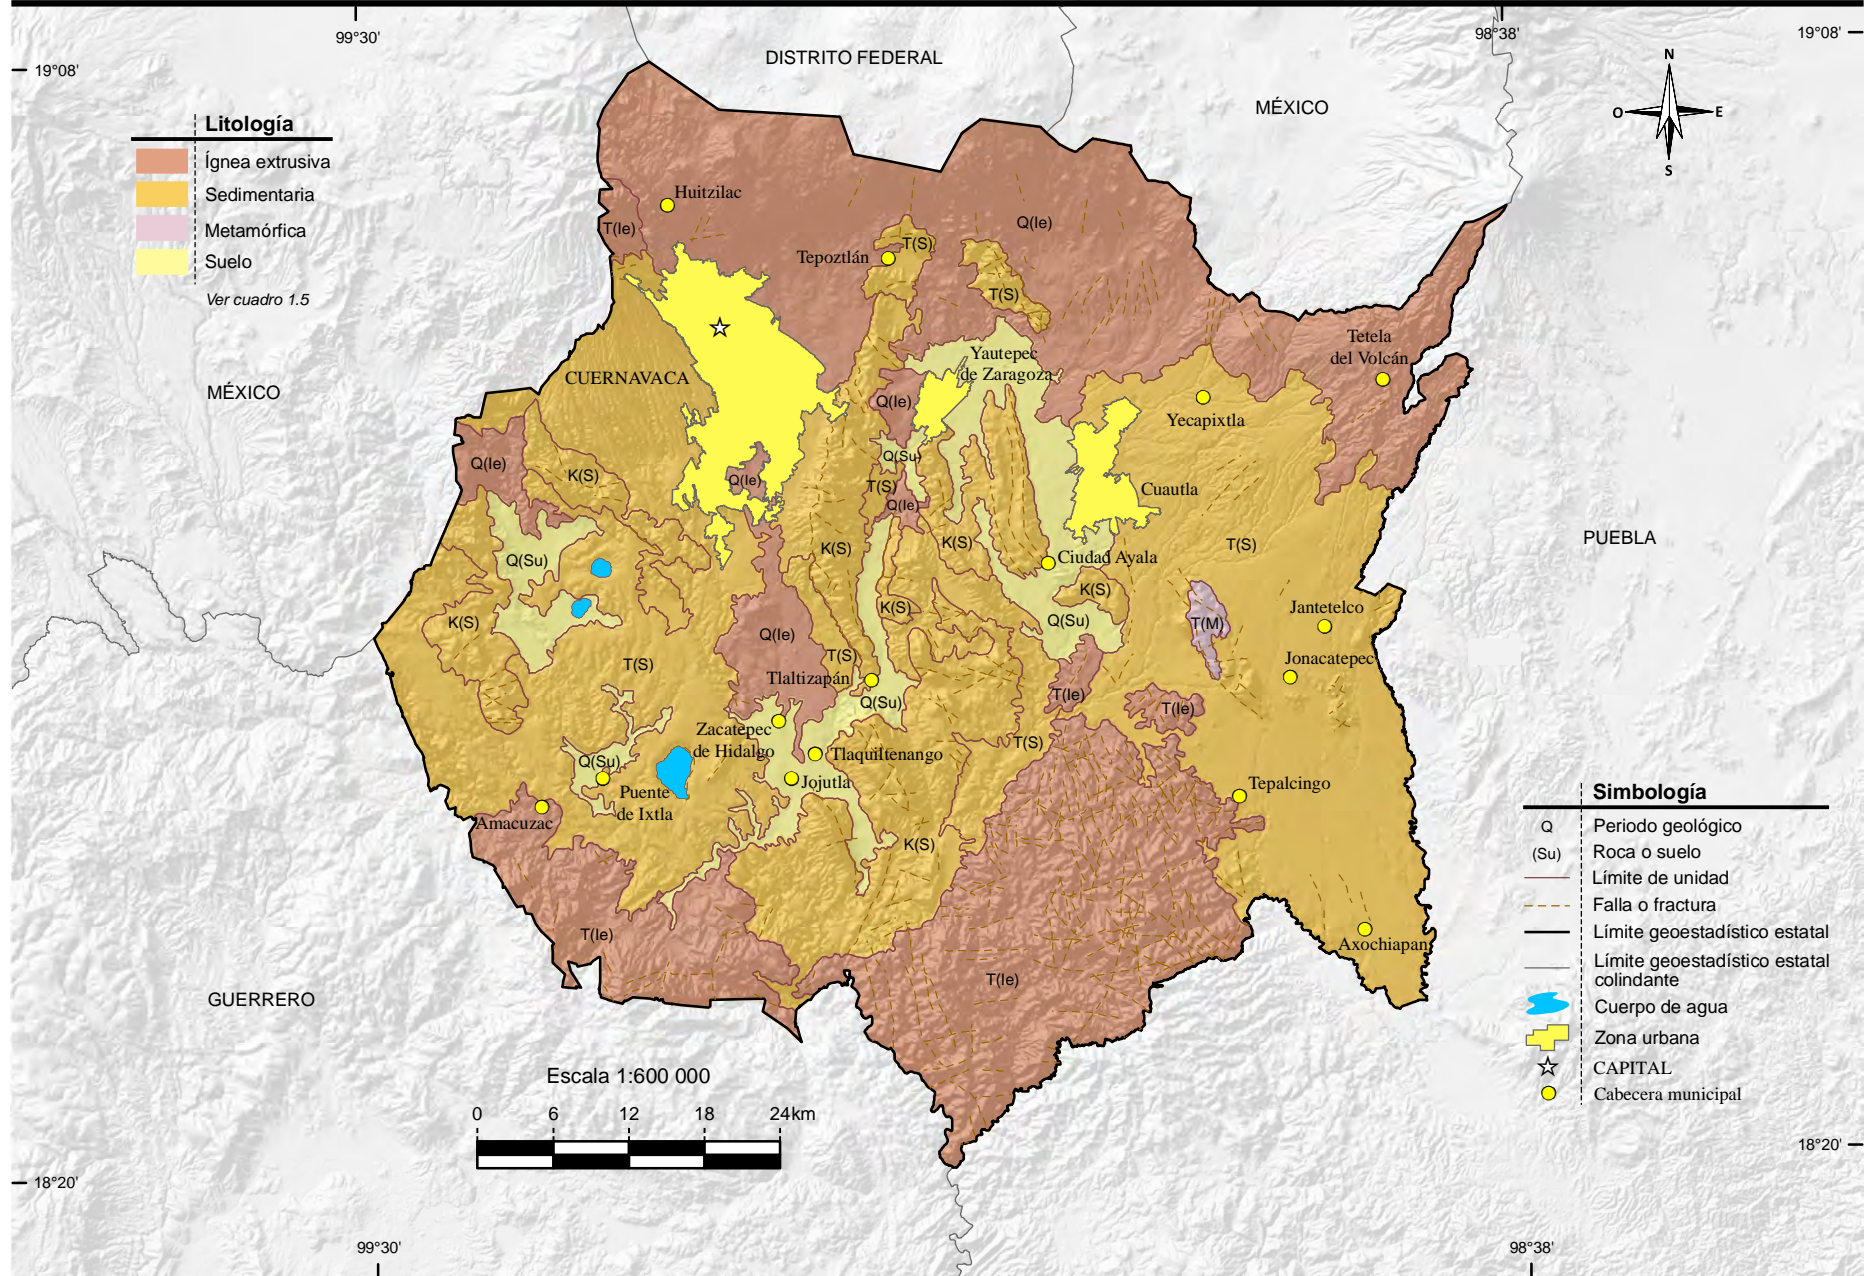 99°30'
98°38'
19°08'
19°08'
DISTRITO FEDERAL
MÉXICO
N
O
E
S
Litología
Ígnea extrusiva
Sedimentaria
Metamórfica
Suelo
Ver cuadro 1.5
Huitzilac
T(Ie)
Q(Ie)
T(S)
Tepoztlán
T(S)
Tetela
del Volcán
Yautepec
de Zaragoza
CUERNAVACA
MÉXICO
Q(Ie)
Yecapixtla
Q(Ie)
K(S)
Q(Ie)
Q(Su)
T(S)
Q(Ie)
Cuautla
PUEBLA
K(S)
K(S)
T(S)
Q(Su)
Ciudad Ayala
K(S)
K(S)
K(S)
Q(Su)
T(M)
Jantetelco
Q(Ie)
T(S)
T(S)
Jonacatepec
Tlaltizapán
Q(Su)
T(Ie)
T(Ie)
Zacatepec
de Hidalgo
Tlaquiltenango
T(S)
Q(Su)
Jojutla
Tepalcingo
Puente
de Ixtla
Amacuzac
K(S)
T(Ie)
Axochiapan
T(Ie)
GUERRERO
Simbología
Q Periodo geológico
(Su) Roca o suelo
Límite de unidad
Falla o fractura
Límite geoestadístico estatal
Límite geoestadístico estatal
colindante
Cuerpo de agua
Zona urbana
CAPITAL
Cabecera municipal
Escala 1:600 000
0 6 12 18 24km
18°20'
18°20'
99°30'
98°38'